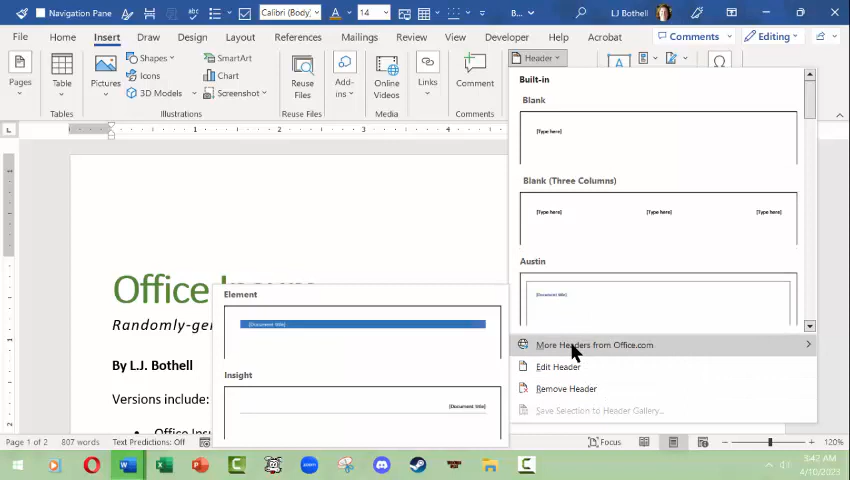 Navigation Pane
Calibri (Body)
14
B...
LJ Bothell
File
Home
Insert
Draw
Design
Layout
References
Mailings
Review
View
Developer
Help
Acrobat
Comments
Editing
Pages
Table
Tables
Pictures
Shapes
Icons
3D Models
SmartArt
Chart
Screenshot
Illustrations
Reuse
Files
Reuse Files
Add-
ins
Online
Videos
Media
Links
Comment
Comments
Header
Built-in
Blank
[Type here]
Blank (Three Columns)
[Type here] [Type here] [Type here]
Austin
[Document title]
More Headers from Office.com
Edit Header
Remove Header
Save Selection to Header Gallery...
Element
[Document title]
Insight
[Document title]
1 2 3 4
Office
Randomly-ge
By L.J. Bothell
Versions include:
Page 1 of 2
807 words
Text Predictions: Off
Focus
120%
3:42 AM
4/10/2023